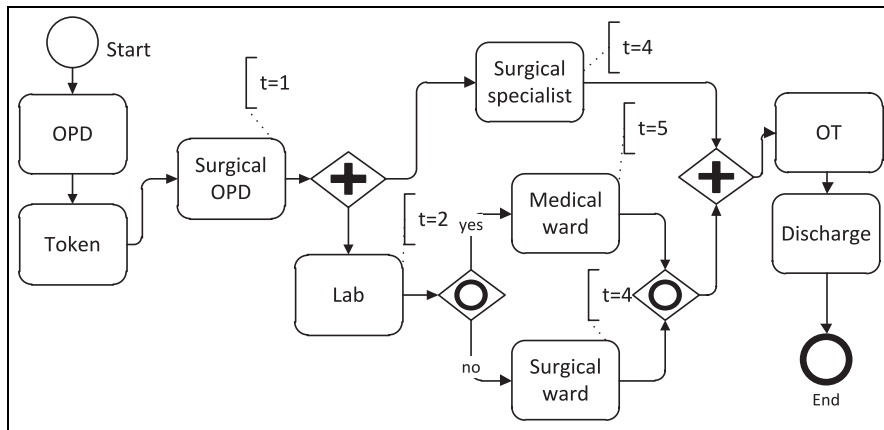 Start
OPD
Token
t=1
Surgical
OPD
Surgical
specialist
t=4
t=2
Lab
yes
no
Medical
ward
t=5
Surgical
ward
t=4
OT
Discharge
End